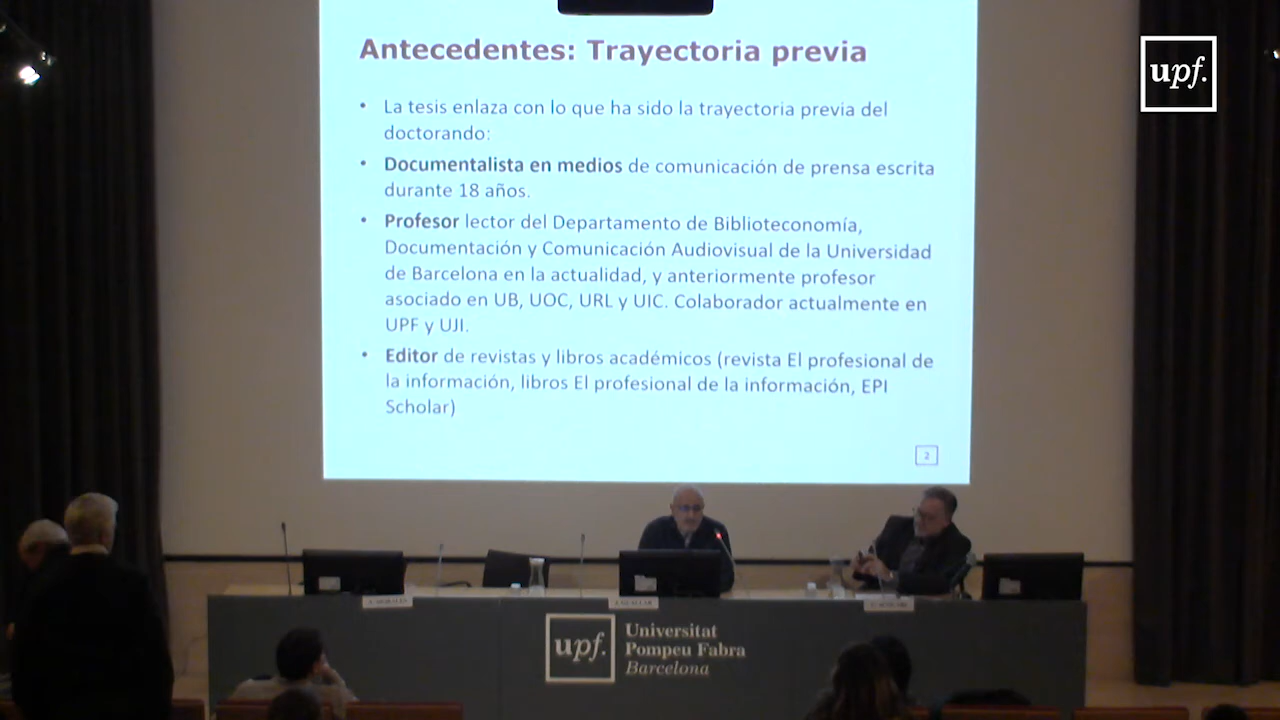 Antecedentes: Trayectoria previa
upf.
• La tesis enlaza con lo que ha sido la trayectoria previa del
doctorando:
• Documentalista en medios de comunicación de prensa escrita
durante 18 años.
• Profesor lector del Departamento de Biblioteconomía,
Documentación y Comunicación Audiovisual de la Universidad
de Barcelona en la actualidad, y anteriormente profesor
asociado en UB, UOC, URL y UIC. Colaborador actualmente en
UPF y UJI.
• Editor de revistas y libros académicos (revista El profesional de
la información, libros El profesional de la información, EPI
Scholar)
2
upf.
Universitat
Pompeu Fabra
Barcelona